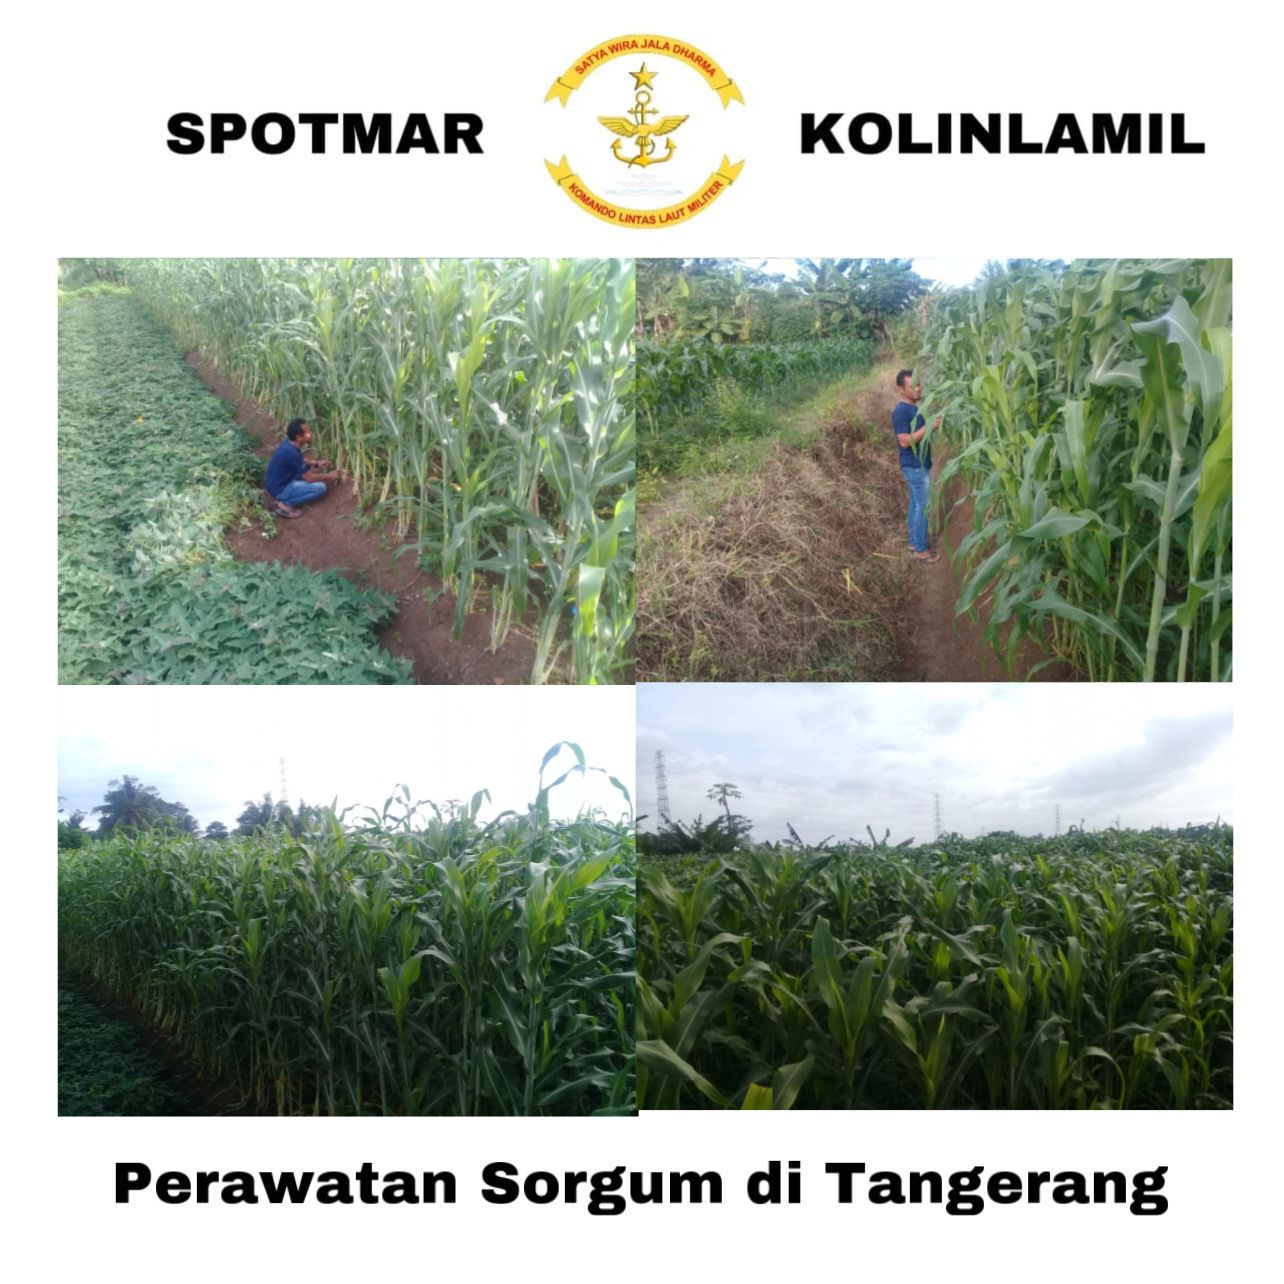 SPOTMAR
SATYA WIRA JALA DHARMA
KOMANDO LINTAS LAUT MILITER
KOLINLAMIL
Perawatan Sorgum di Tangerang